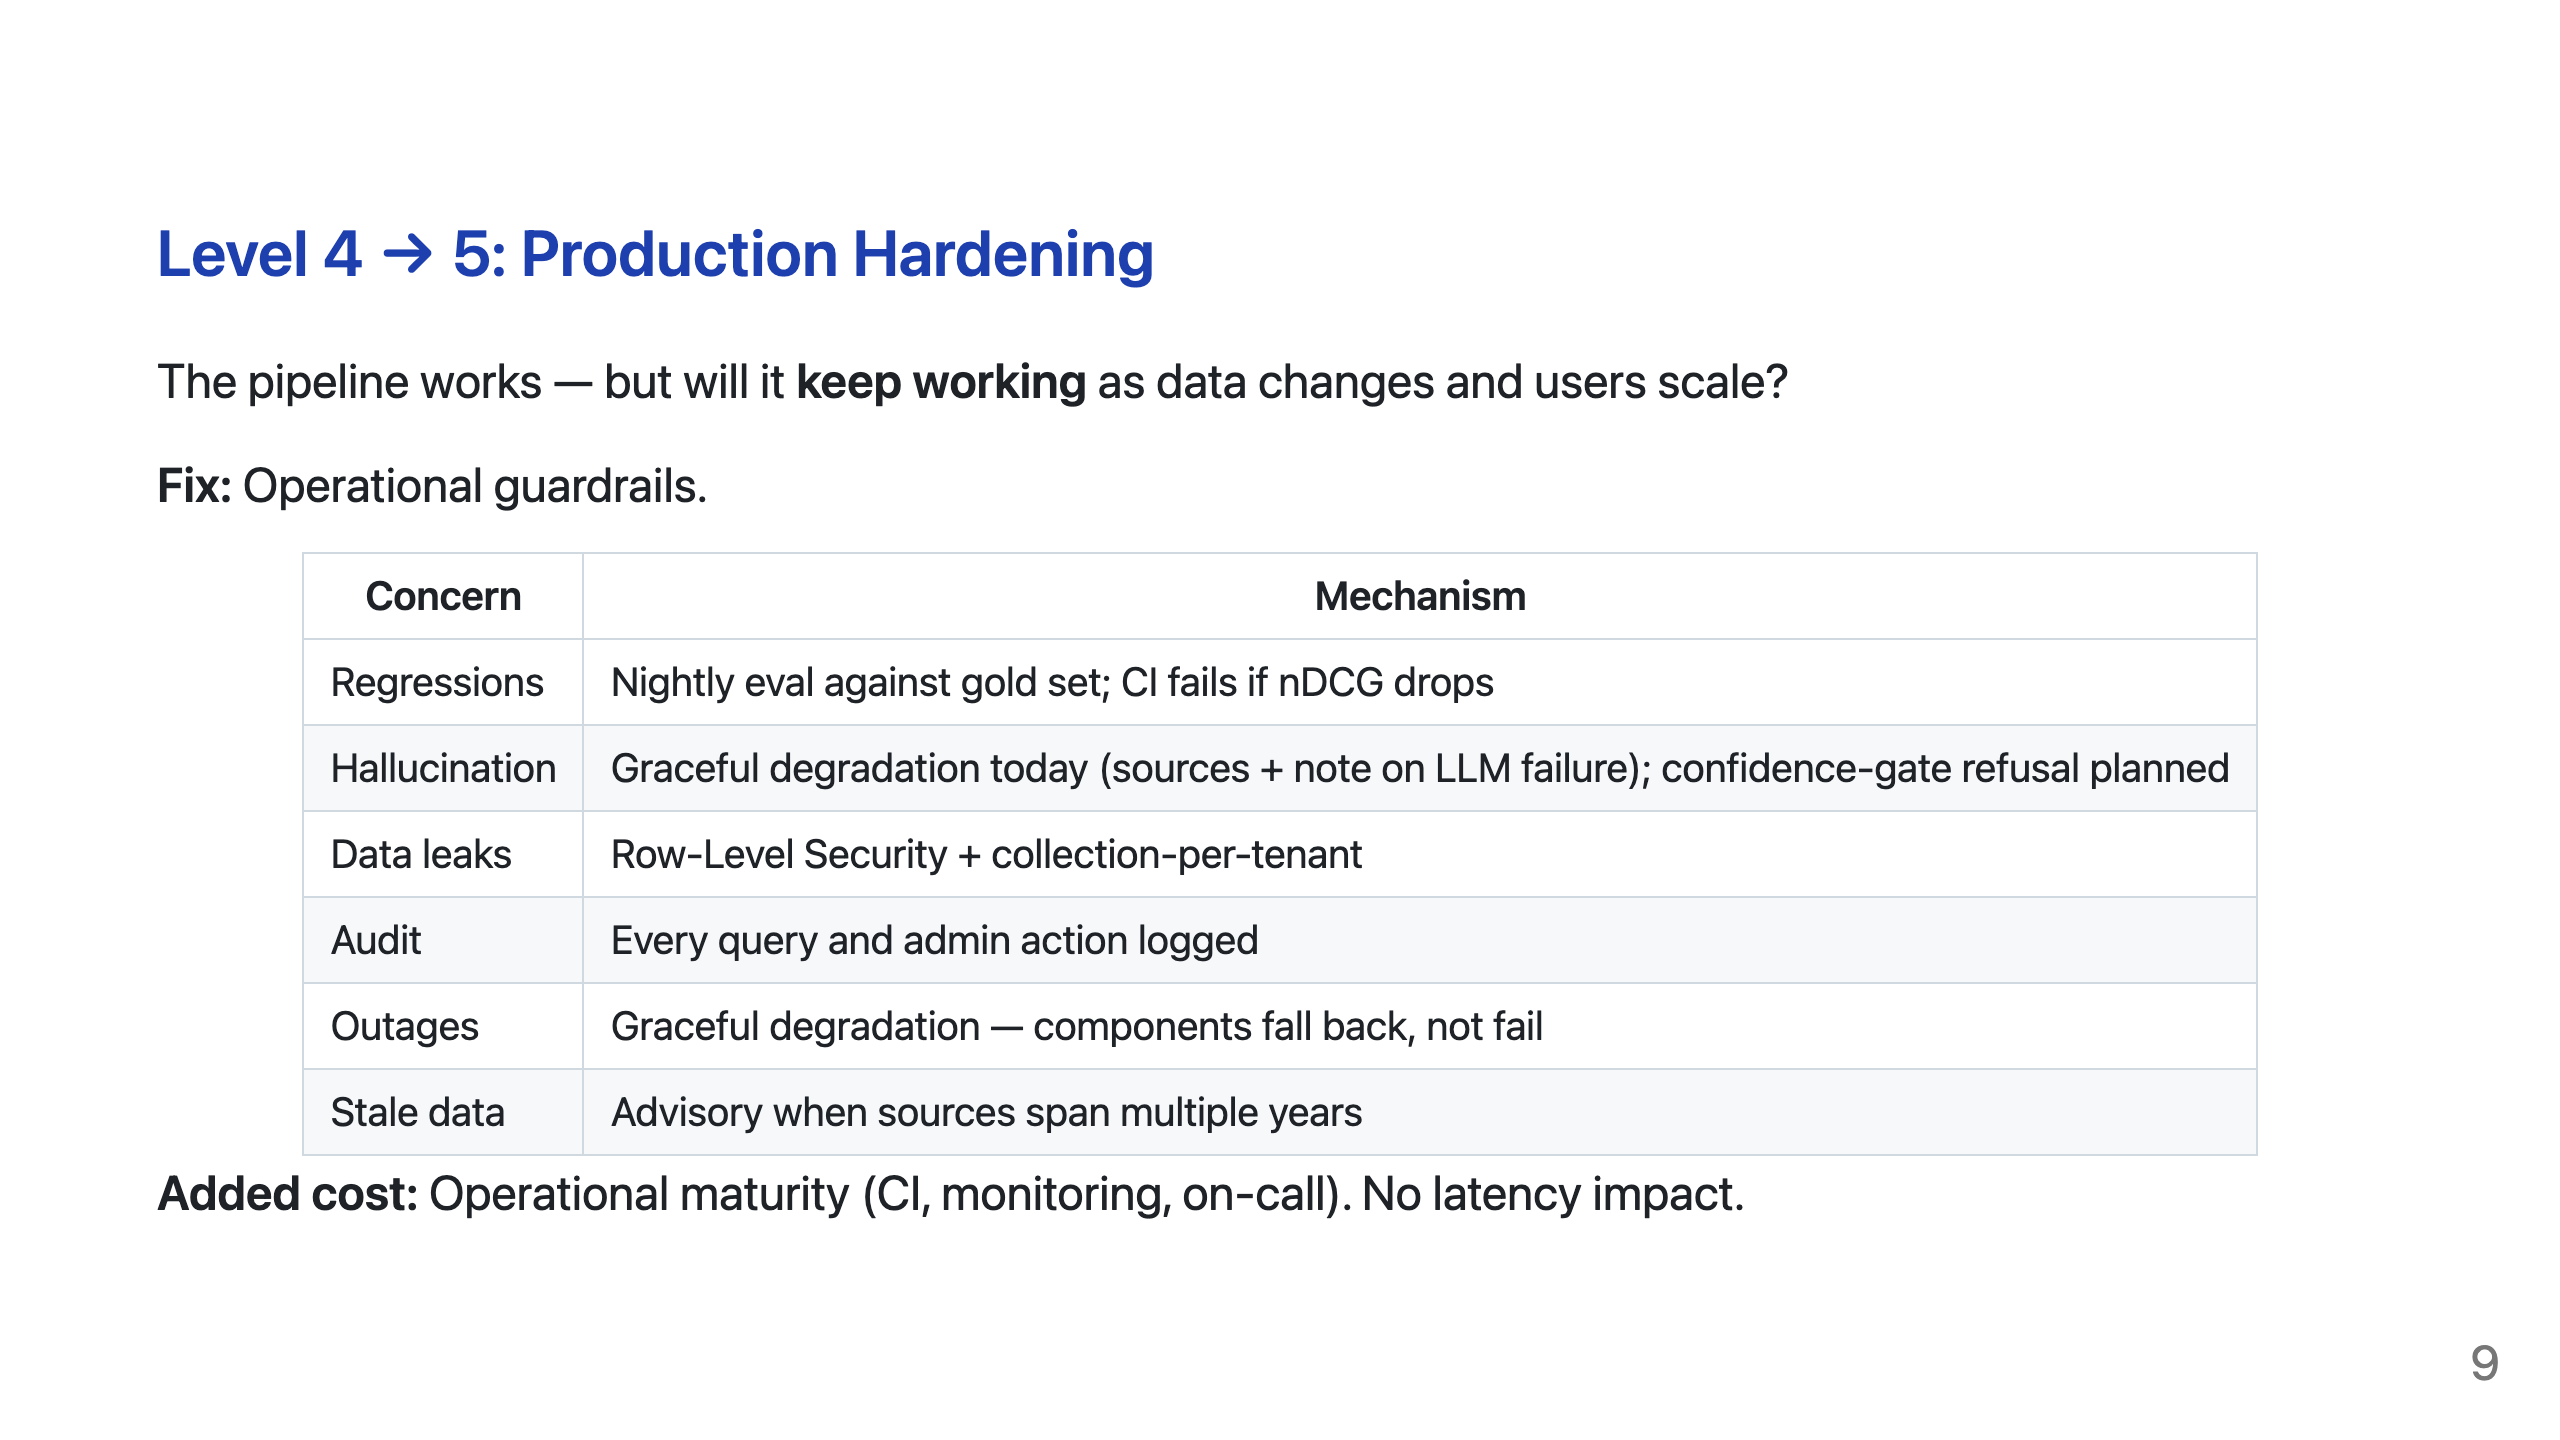 Level 4 → 5: Production Hardening
The pipeline works — but will it keep working as data changes and users scale?
Fix: Operational guardrails.
Concern Mechanism
Regressions Nightly eval against gold set; CI fails if nDCG drops
Hallucination Graceful degradation today (sources + note on LLM failure); confidence-gate refusal planned
Data leaks Row-Level Security + collection-per-tenant
Audit Every query and admin action logged
Outages Graceful degradation — components fall back, not fail
Stale data Advisory when sources span multiple years
Added cost: Operational maturity (CI, monitoring, on-call). No latency impact.
9